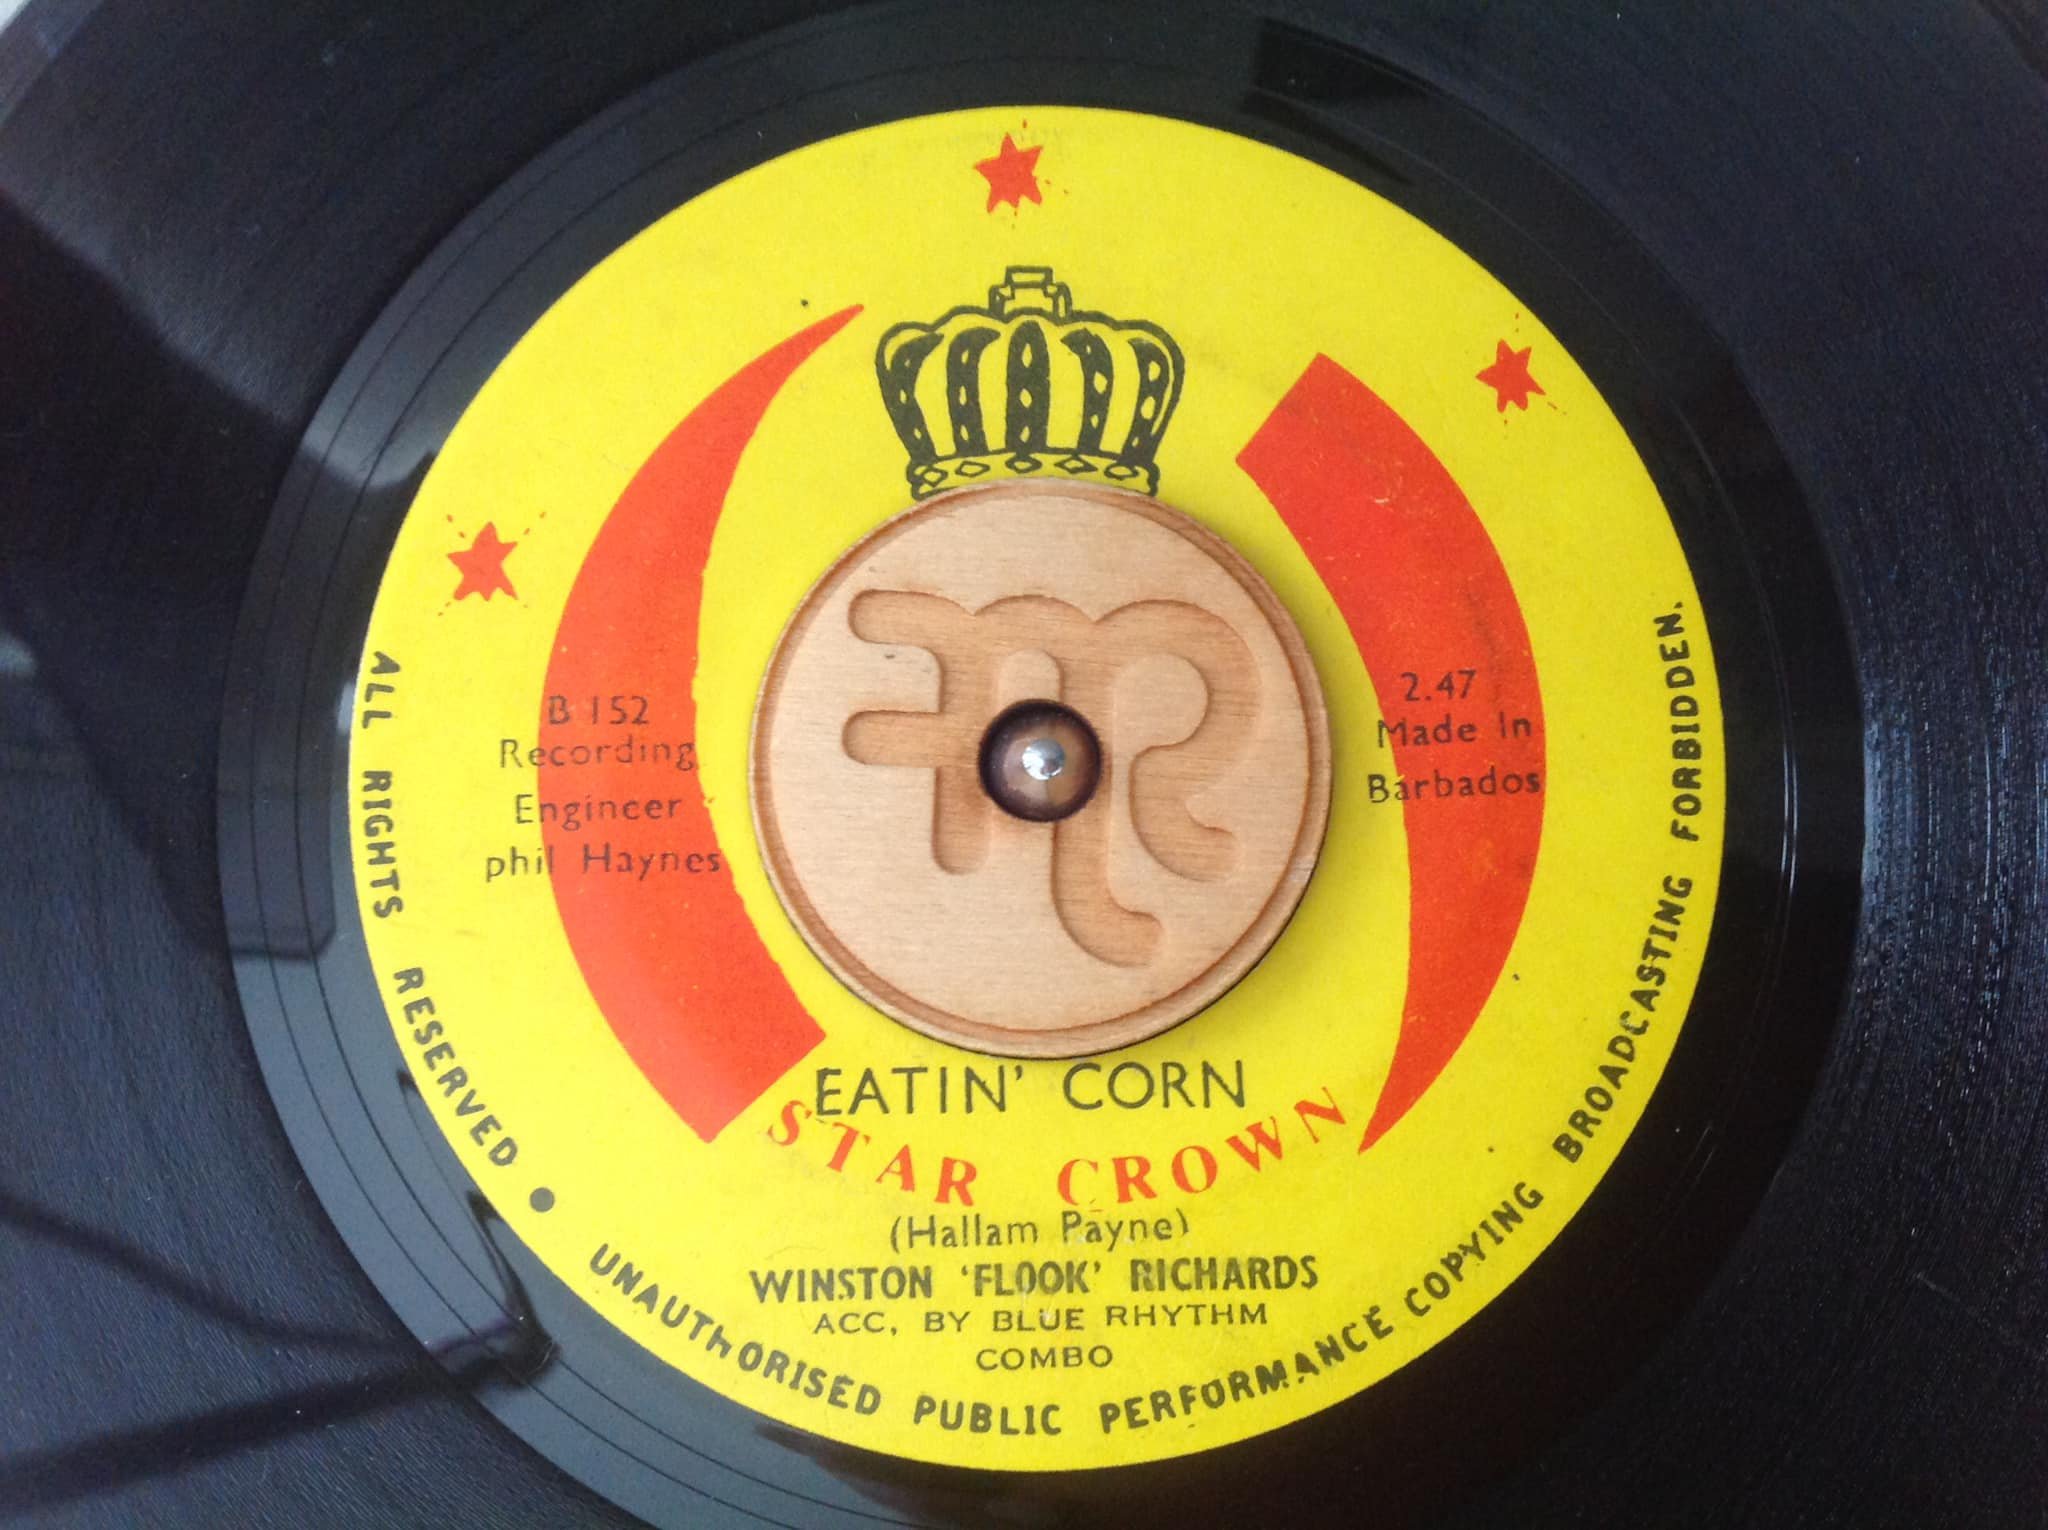 B 152
Recording
Engineer
phil Haynes
2.47
Made In
Barbados
EATIN' CORN
STAR CROWN
(Hallam Payne)
WINSTON 'FLOOK' RICHARDS
ACC, BY BLUE RHYTHM
COMBO
ALL RIGHTS RESERVED ● UNAUThORISED PUBLIC PERFORMANCE COPYING BROADCASTING FORBIDDEN.